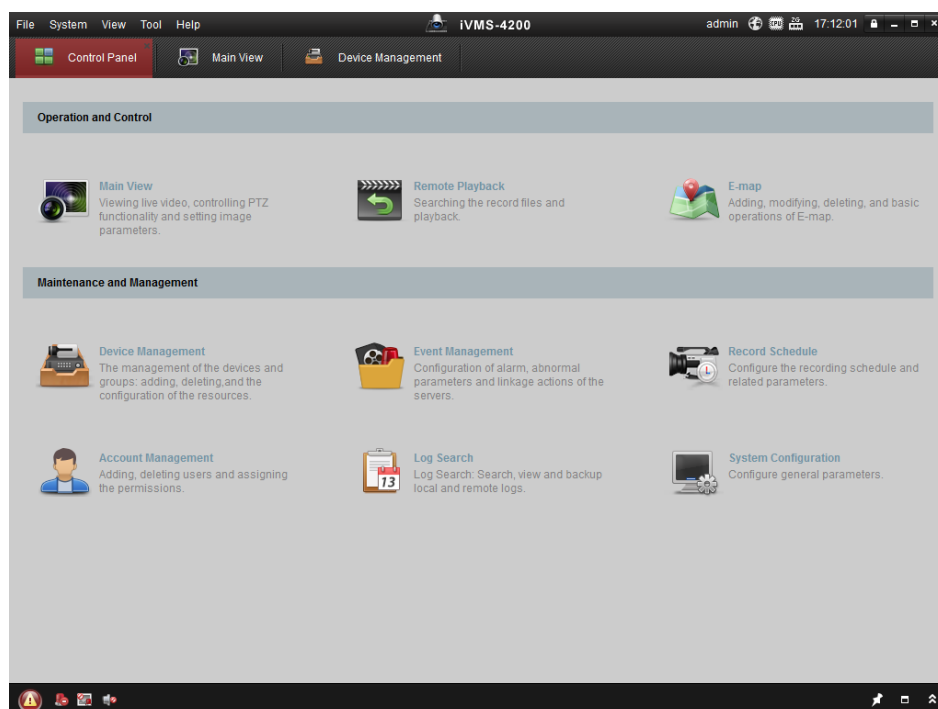 File System View Tool Help iVMS-4200 admin CPU 2G 17:12:01
Control Panel Main View Device Management
Operation and Control
Main View
Viewing live video, controlling PTZ
functionality and setting image
parameters.
Remote Playback
Searching the record files and
playback.
E-map
Adding, modifying, deleting, and basic
operations of E-map.
Maintenance and Management
Device Management
The management of the devices and
groups: adding, deleting,and the
configuration of the resources.
Event Management
Configuration of alarm, abnormal
parameters and linkage actions of the
servers.
Record Schedule
Configure the recording schedule and
related parameters.
Account Management
Adding, deleting users and assigning
the permissions.
13
Log Search
Log Search: Search, view and backup
local and remote logs.
System Configuration
Configure general parameters.